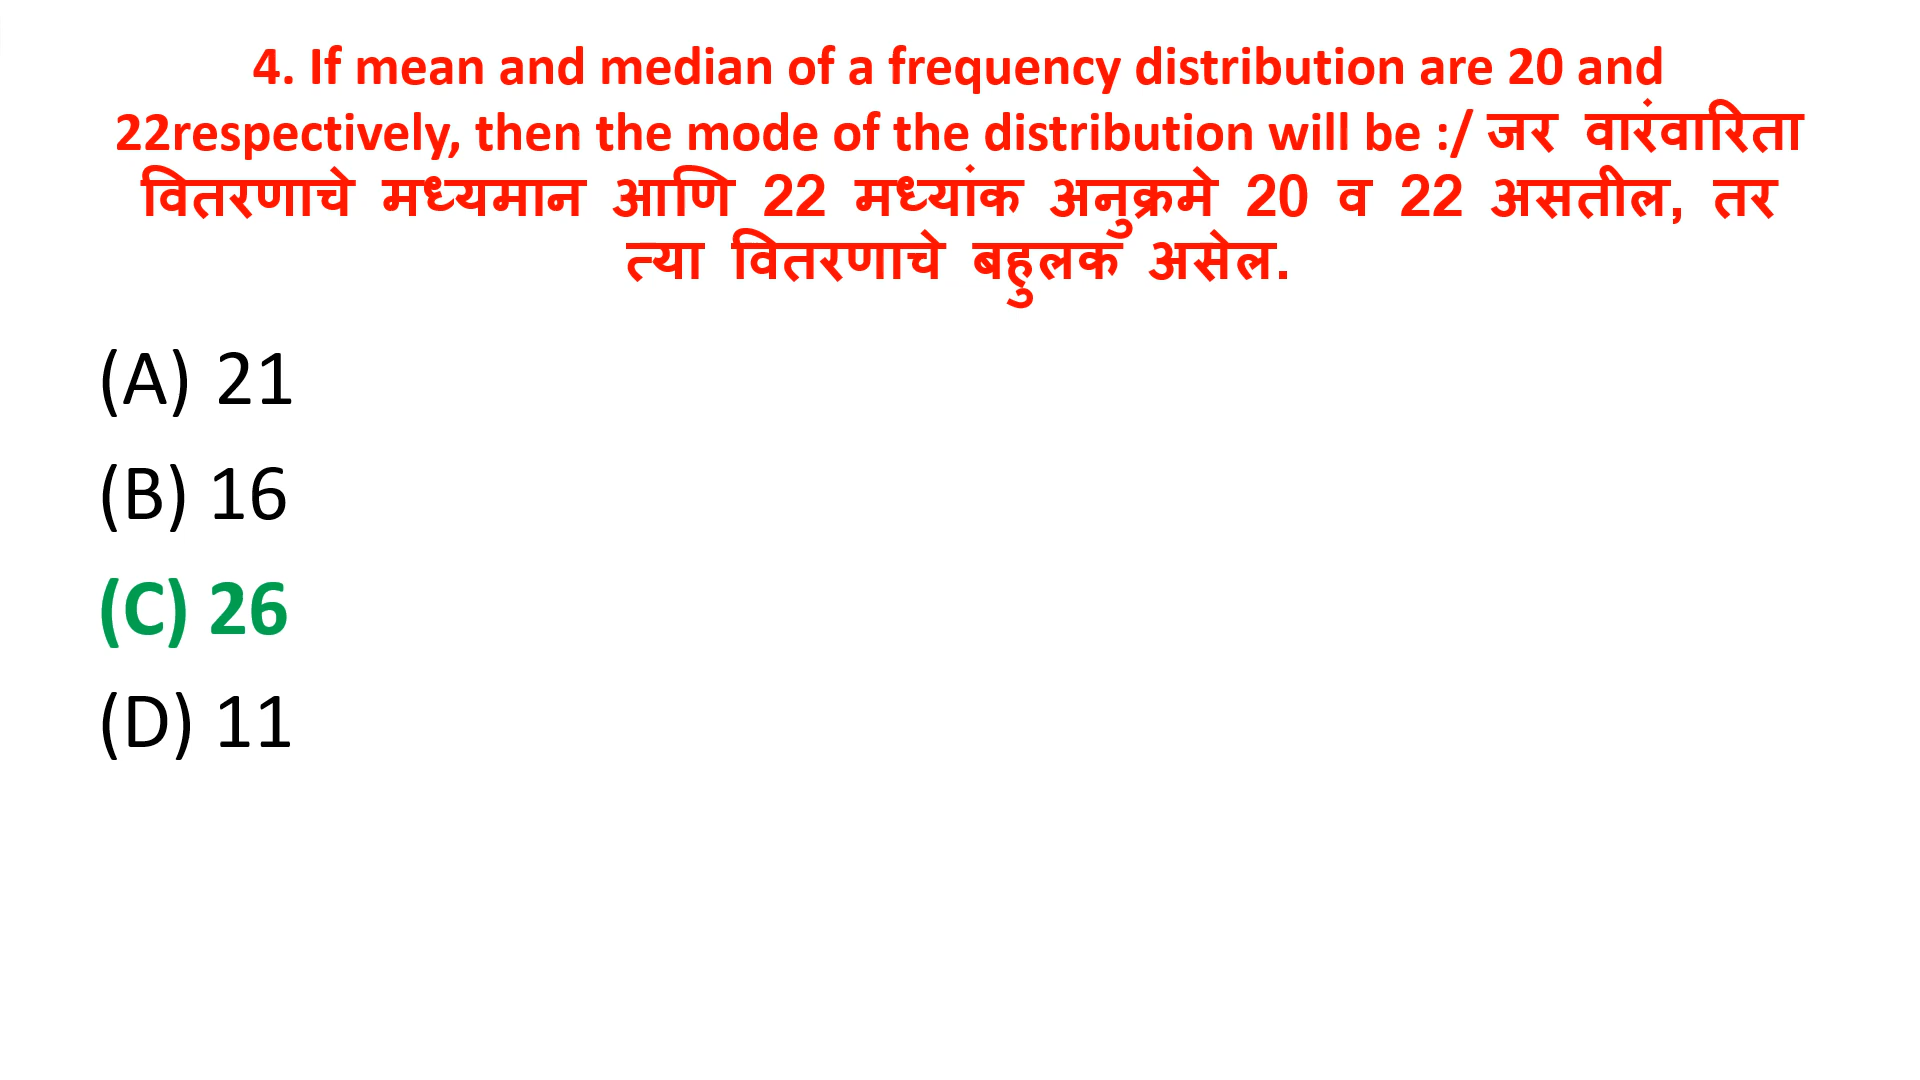 4. If mean and median of a frequency distribution are 20 and
22respectively, then the mode of the distribution will be :/ जर वारंवारिता
वितरणाचे मध्यमान आणि 22 मध्यांक अनुक्रमे 20 व 22 असतील, तर
त्या वितरणाचे बहुलक असेल.
(A) 21
(B) 16
(C) 26
(D) 11